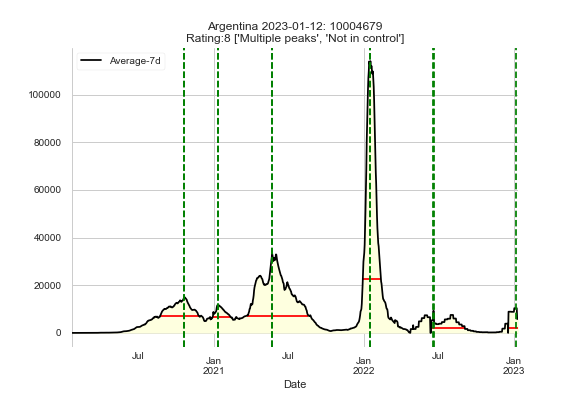 Argentina 2023-01-12: 10004679
Rating:8 ['Multiple peaks', 'Not in control']
Average-7d
100000
80000
60000
40000
20000
0
Jul
Jan
2021
Jul
Jan
2022
Jul
Jan
2023
Date